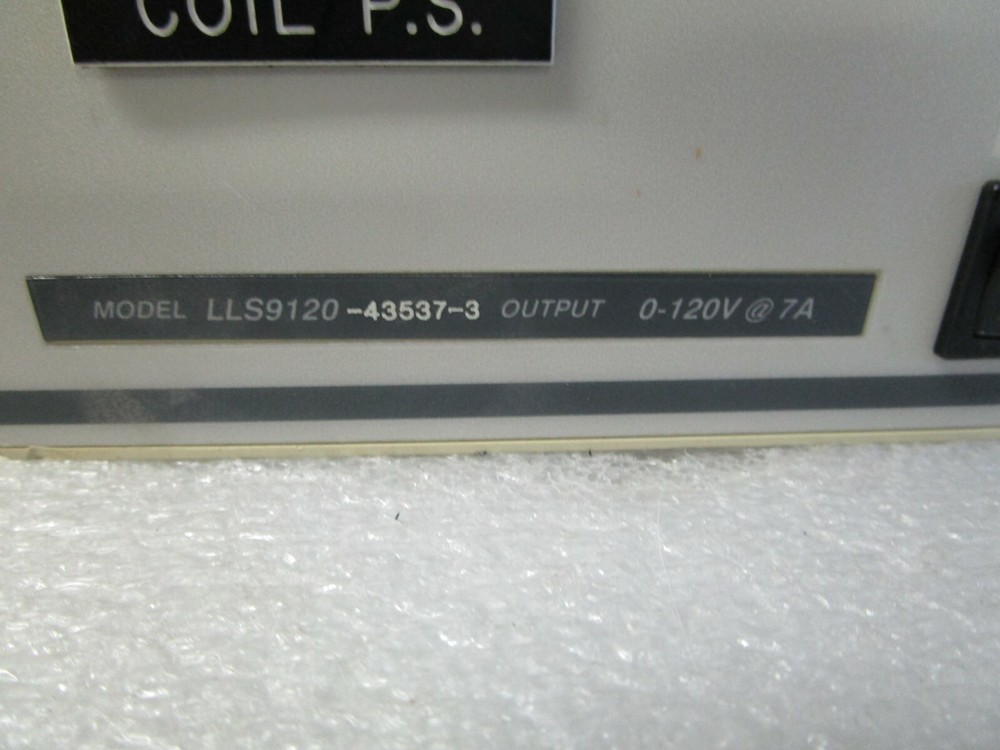 COIL P.S.
MODEL LLS9120-43537-3 OUTPUT 0-120V @ 7A